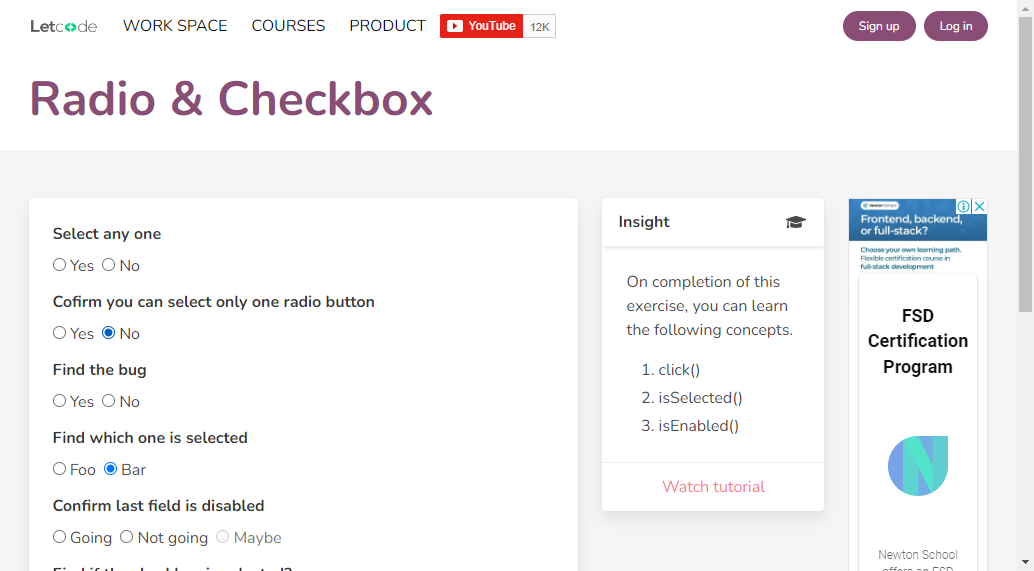 Letcode WORK SPACE COURSES PRODUCT YouTube 12K Sign up Log in
Radio & Checkbox
Select any one
Yes No
Cofirm you can select only one radio button
Yes No
Find the bug
Yes No
Find which one is selected
Foo Bar
Confirm last field is disabled
Going Not going Maybe
Insight
On completion of this
exercise, you can learn
the following concepts.
1. click()
2. isSelected()
3. isEnabled()
Watch tutorial
Frontend, backend,
or full-stack?
Choose your own learning path.
Flexible certification course in
full-stack development
FSD
Certification
Program
Newton School
offers an FSD